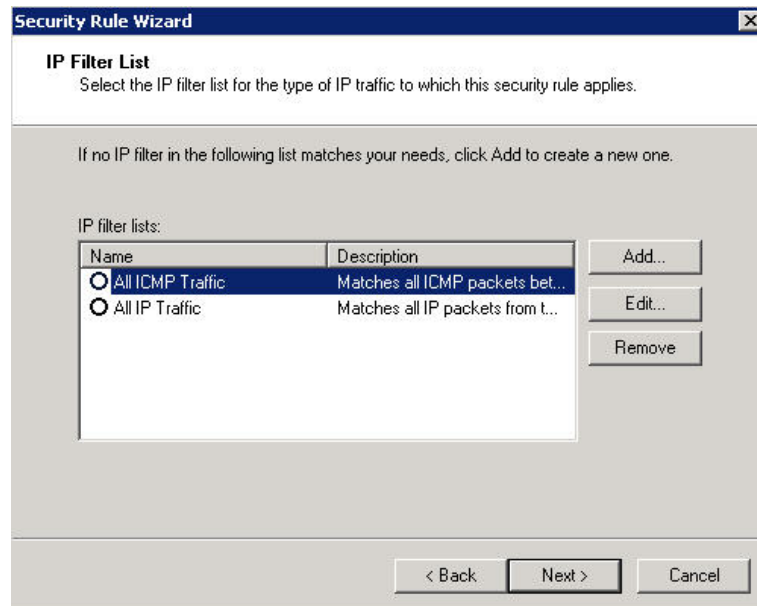 Security Rule Wizard
IP Filter List
Select the IP filter list for the type of IP traffic to which this security rule applies.
If no IP filter in the following list matches your needs, click Add to create a new one.
IP filter lists:
Name Description
All ICMP Traffic Matches all ICMP packets bet...
All IP Traffic Matches all IP packets from t...
Add...
Edit...
Remove
< Back Next > Cancel